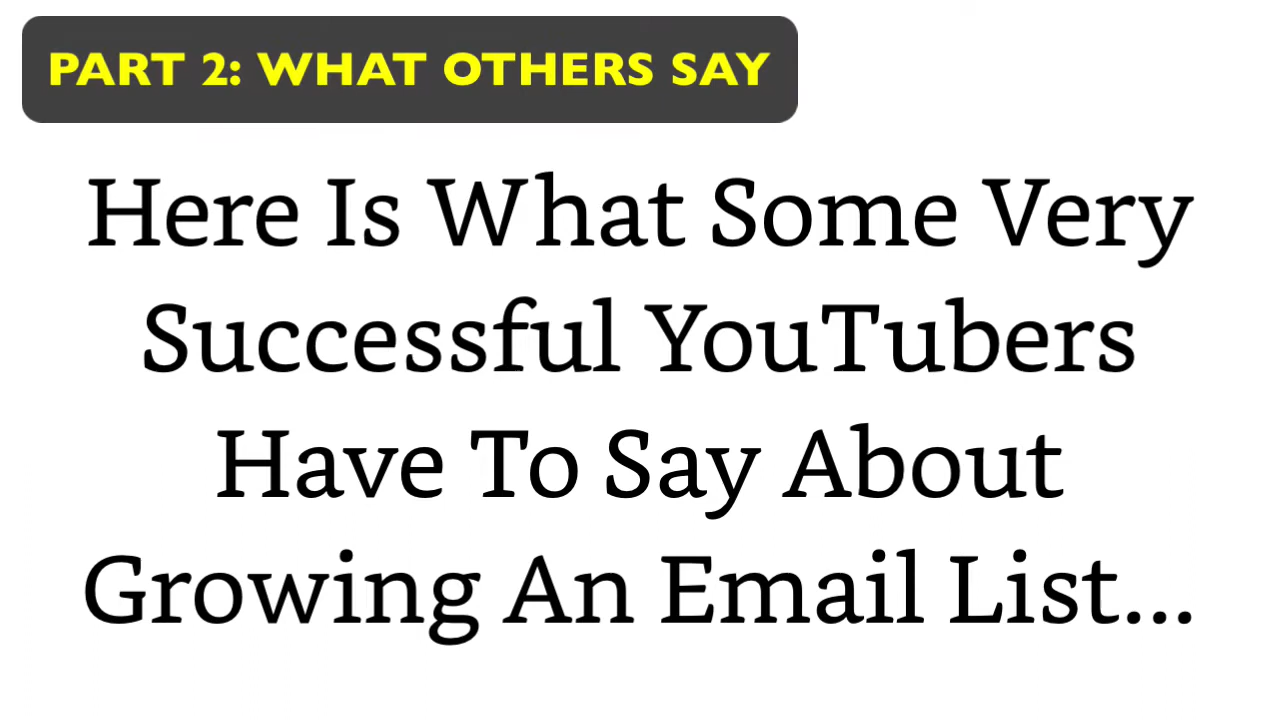 PART 2: WHAT OTHERS SAY
Here Is What Some Very
Successful YouTubers
Have To Say About
Growing An Email List...